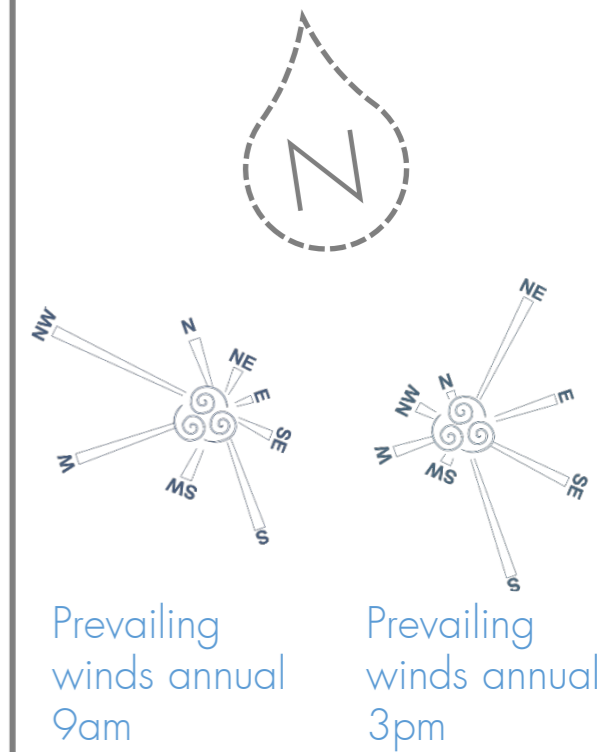 N
NW
N
NE
E
SE
S
SW
W
NE
E
SE
S
SW
W
NW
N
Prevailing
winds annual
9am
Prevailing
winds annual
3pm